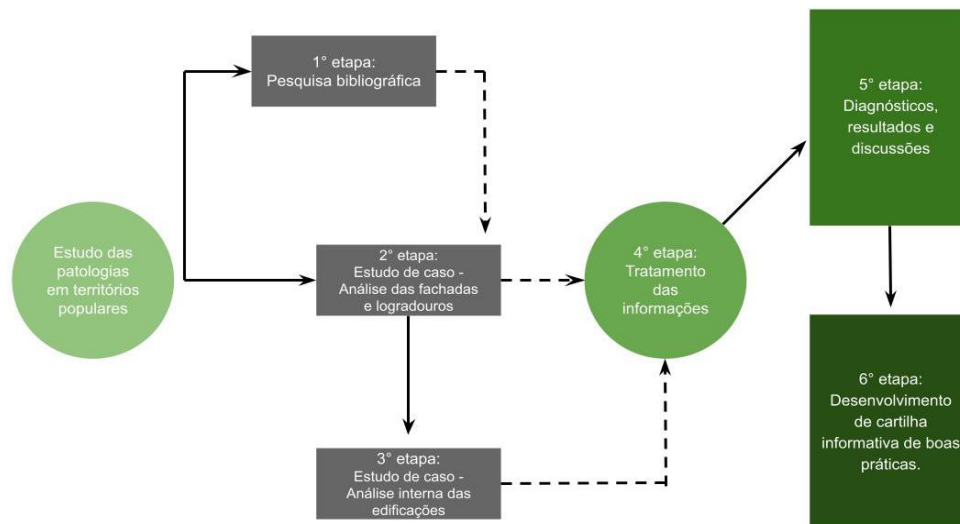 Estudo das
patologias
em territórios
populares
1° etapa:
Pesquisa bibliográfica
2° etapa:
Estudo de caso -
Análise das fachadas
e logradouros
3° etapa:
Estudo de caso -
Análise interna das
edificações
4° etapa:
Tratamento
das
informações
5° etapa:
Diagnósticos,
resultados e
discussões
6° etapa:
Desenvolvimento
de cartilha
informativa de boas
práticas.